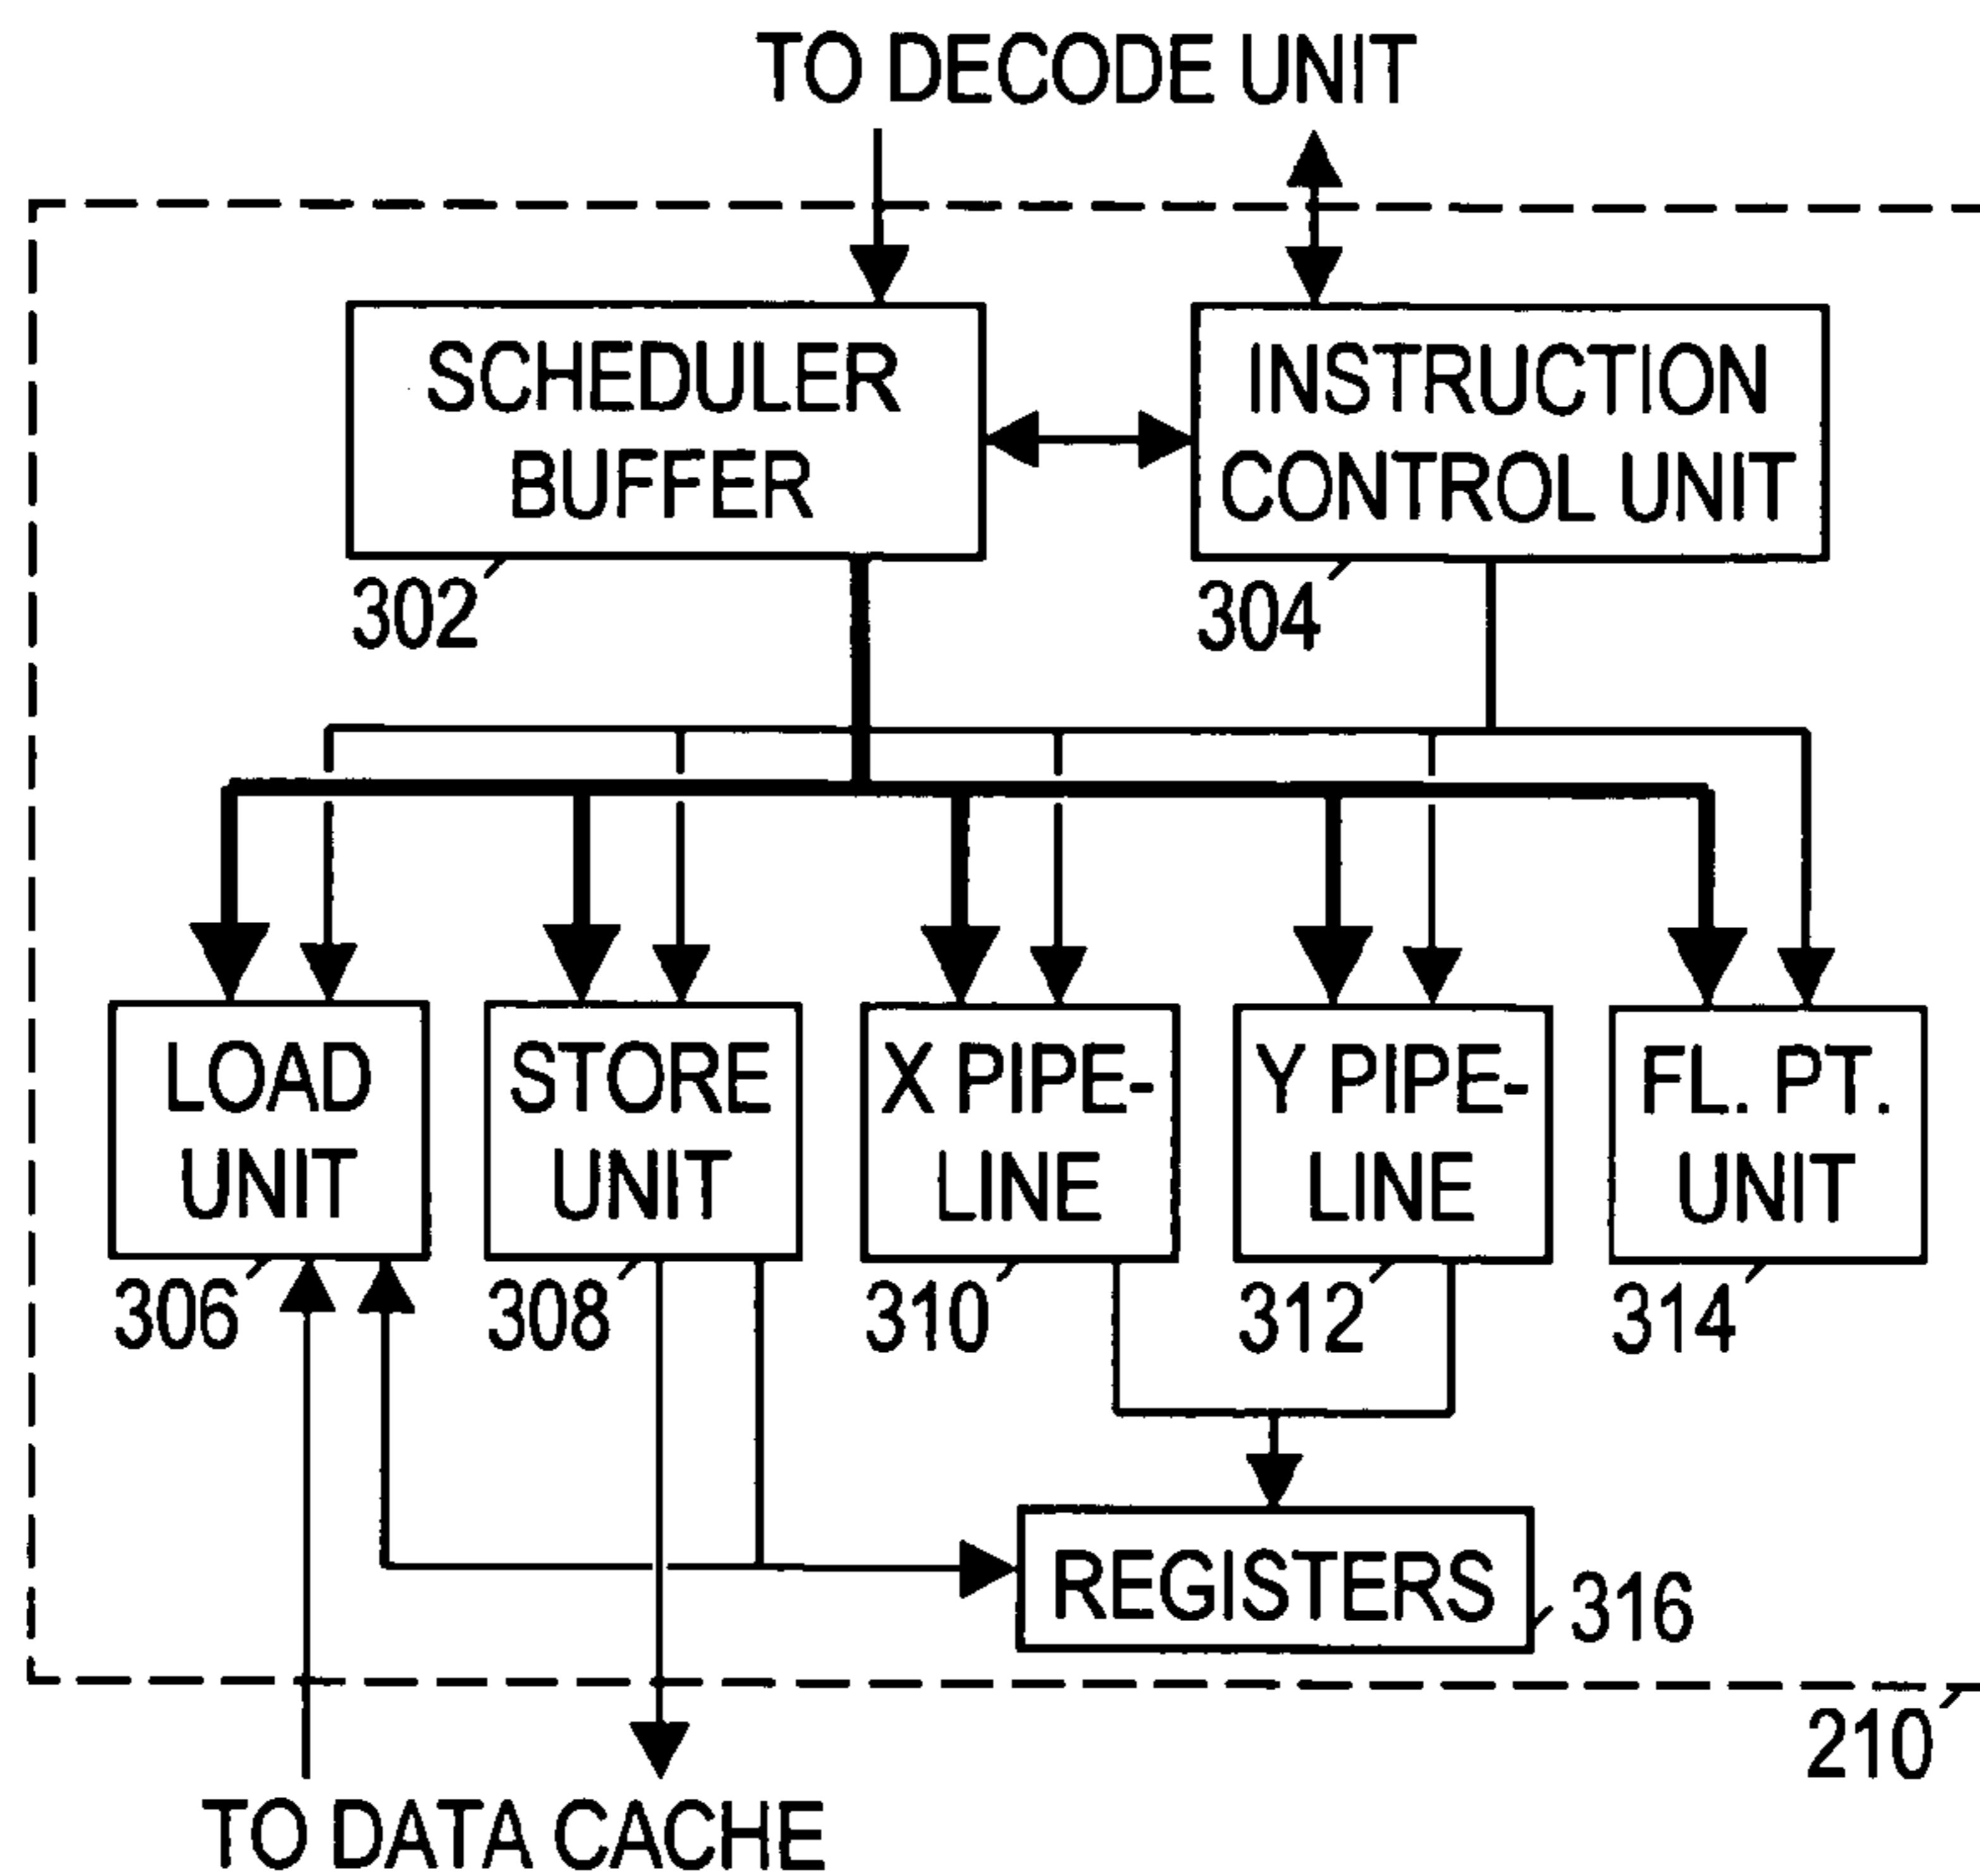 TO DECODE UNIT
SCHEDULER
BUFFER
302
INSTRUCTION
CONTROL UNIT
304
LOAD
UNIT
306
STORE
UNIT
308
X PIPE-
LINE
310
Y PIPE-
LINE
312
FL. PT.
UNIT
314
REGISTERS
316
210
TO DATA CACHE